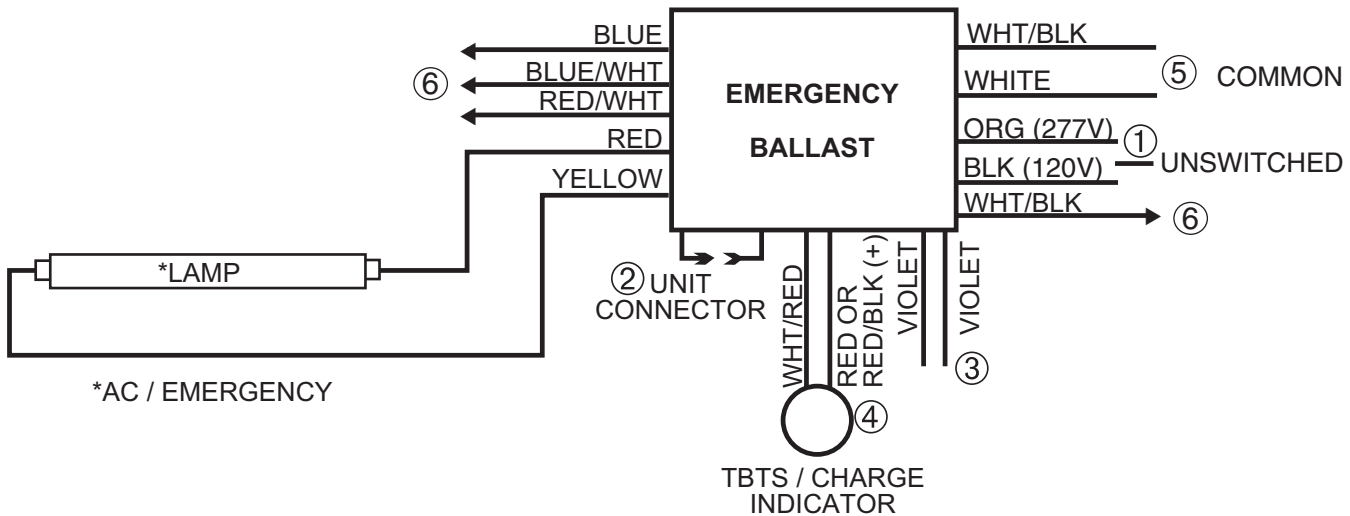 BLUE
BLUE/WHT
⑥
RED/WHT
RED
YELLOW
EMERGENCY
BALLAST
WHT/BLK
⑤ COMMON
WHITE
ORG (277V)
①
UNSWITCHED
BLK (120V)
WHT/BLK
⑥
*LAMP
② UNIT
CONNECTOR
WHT/RED
RED OR
RED/BLK (+)
VIOLET
VIOLET
③
④
*AC / EMERGENCY
TBTS / CHARGE
INDICATOR